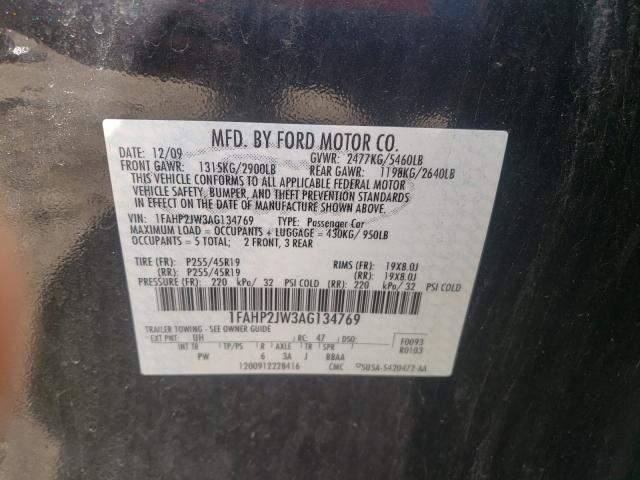 MFD. BY FORD MOTOR CO.
DATE: 12/09 GVWR: 2477KG/5460LB
FRONT GAWR: 1315KG/2900LB REAR GAWR: 1198KG/2640LB
THIS VEHICLE CONFORMS TO ALL APPLICABLE FEDERAL MOTOR
VEHICLE SAFETY, BUMPER, AND THEFT PREVENTION STANDARDS
IN EFFECT ON THE DATE OF MANUFACTURE SHOWN ABOVE.
VIN: 1FAHP2JW3AG134769 TYPE: Passenger Car
MAXIMUM LOAD = OCCUPANTS + LUGGAGE = 430KG/ 950LB
OCCUPANTS = 5 TOTAL; 2 FRONT, 3 REAR
TIRE (FR): P255/45R19 RIMS (FR): 19X8.0J
(RR): P255/45R19 (RR): 19X8.0J
PRESSURE (FR): 220 kPa/ 32 PSI COLD (RR): 220 kPa/ 32 PSI COLD
1FAHP2JW3AG134769
TRAILER TOWING - SEE OWNER GUIDE
EXT PNT: UH RC: 47 DSO: F0093
INT TR TP/PS R AXLE TR SPR R0103
PW 6 3A J BBAA
1200912228416 CMC 5U5A-5420472-AA